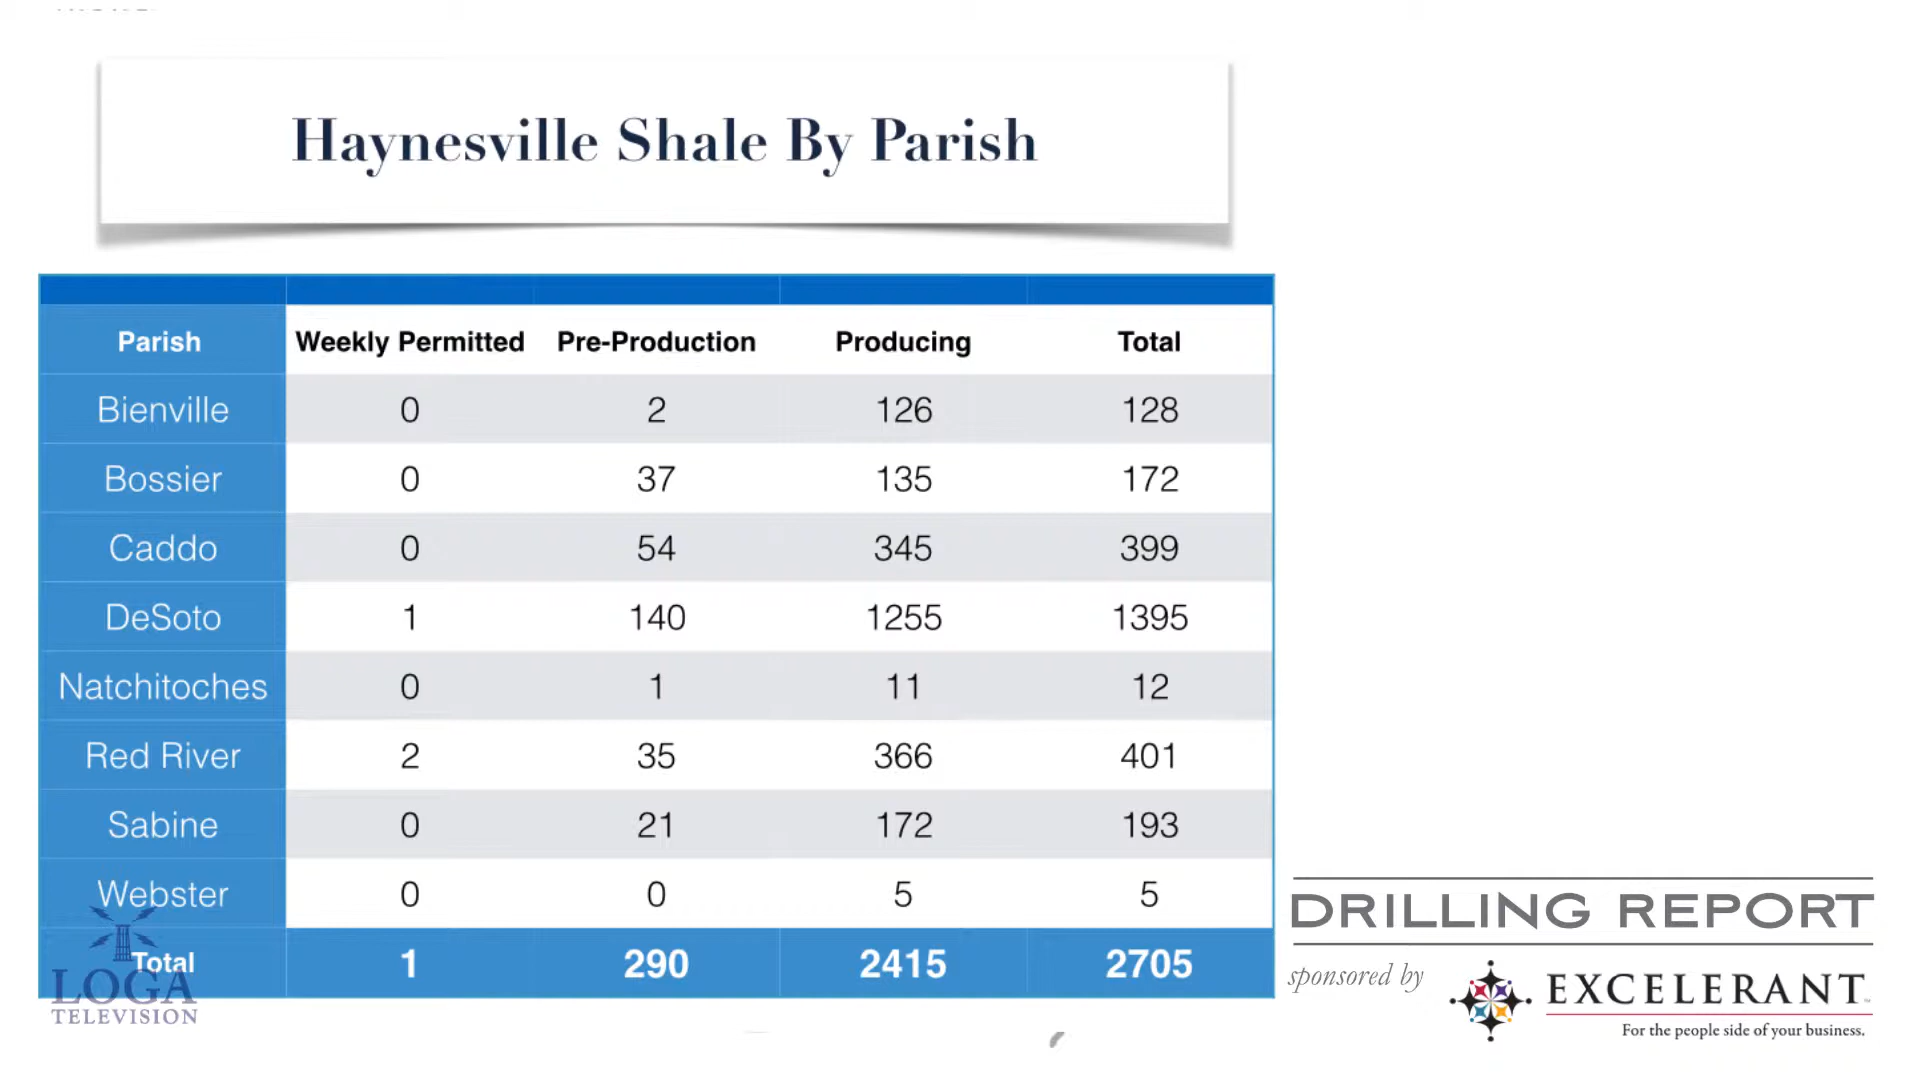 Haynesville Shale By Parish
Parish Weekly Permitted Pre-Production Producing Total
Bienville 0 2 126 128
Bossier 0 37 135 172
Caddo 0 54 345 399
DeSoto 1 140 1255 1395
Natchitoches 0 1 11 12
Red River 2 35 366 401
Sabine 0 21 172 193
Webster 0 0 5 5
Total 1 290 2415 2705
LOGA
TELEVISION
DRILLING REPORT
sponsored by
EXCELERANT
For the people side of your business.